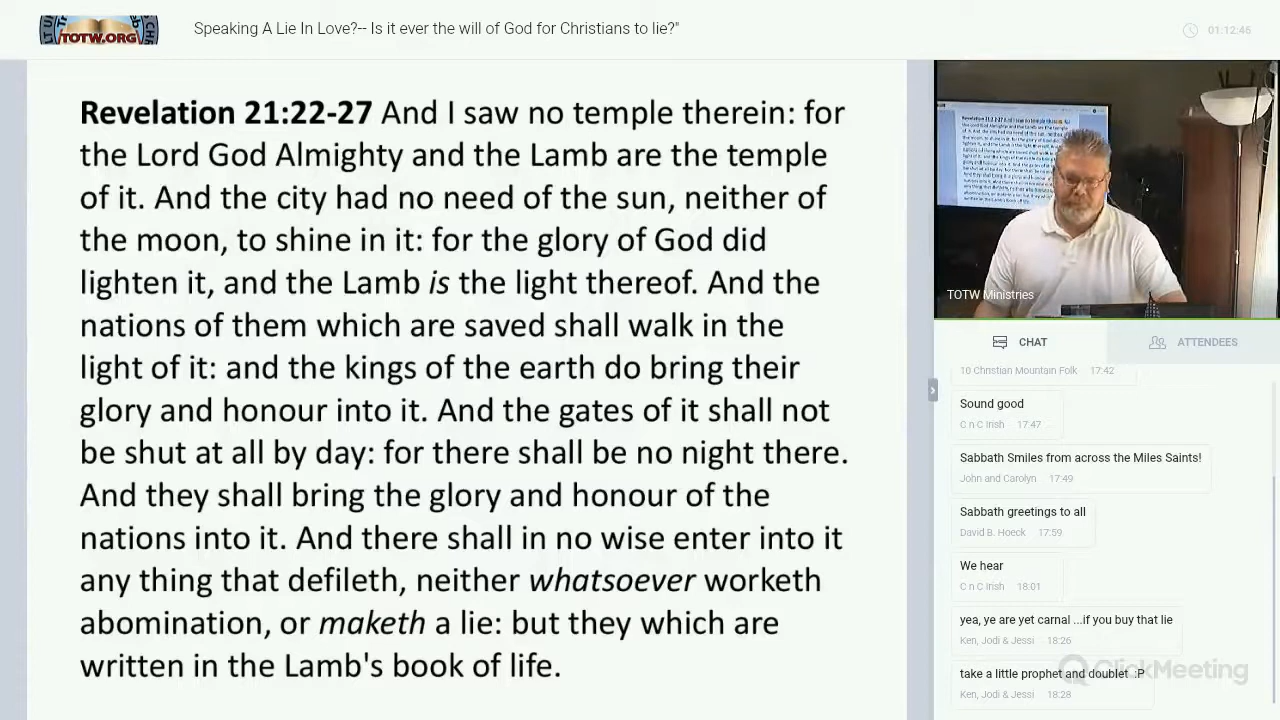 TOTW.ORG
Speaking A Lie In Love?-- Is it ever the will of God for Christians to lie?"
01:12:46
Revelation 21:22-27 And I saw no temple therein: for
the Lord God Almighty and the Lamb are the temple
of it. And the city had no need of the sun, neither of
the moon, to shine in it: for the glory of God did
lighten it, and the Lamb is the light thereof. And the
nations of them which are saved shall walk in the
light of it: and the kings of the earth do bring their
glory and honour into it. And the gates of it shall not
be shut at all by day: for there shall be no night there.
And they shall bring the glory and honour of the
nations into it. And there shall in no wise enter into it
any thing that defileth, neither whatsoever worketh
abomination, or maketh a lie: but they which are
written in the Lamb's book of life.
TOTW Ministries
CHAT
ATTENDEES
10 Christian Mountain Folk 17:42
Sound good
C n C Irish 17:47
Sabbath Smiles from across the Miles Saints!
John and Carolyn 17:49
Sabbath greetings to all
David B. Hoeck 17:59
We hear
C n C Irish 18:01
yea, ye are yet carnal ...if you buy that lie
Ken, Jodi & Jessi 18:26
take a little prophet and doublet :P
Ken, Jodi & Jessi 18:28
ClickMeeting